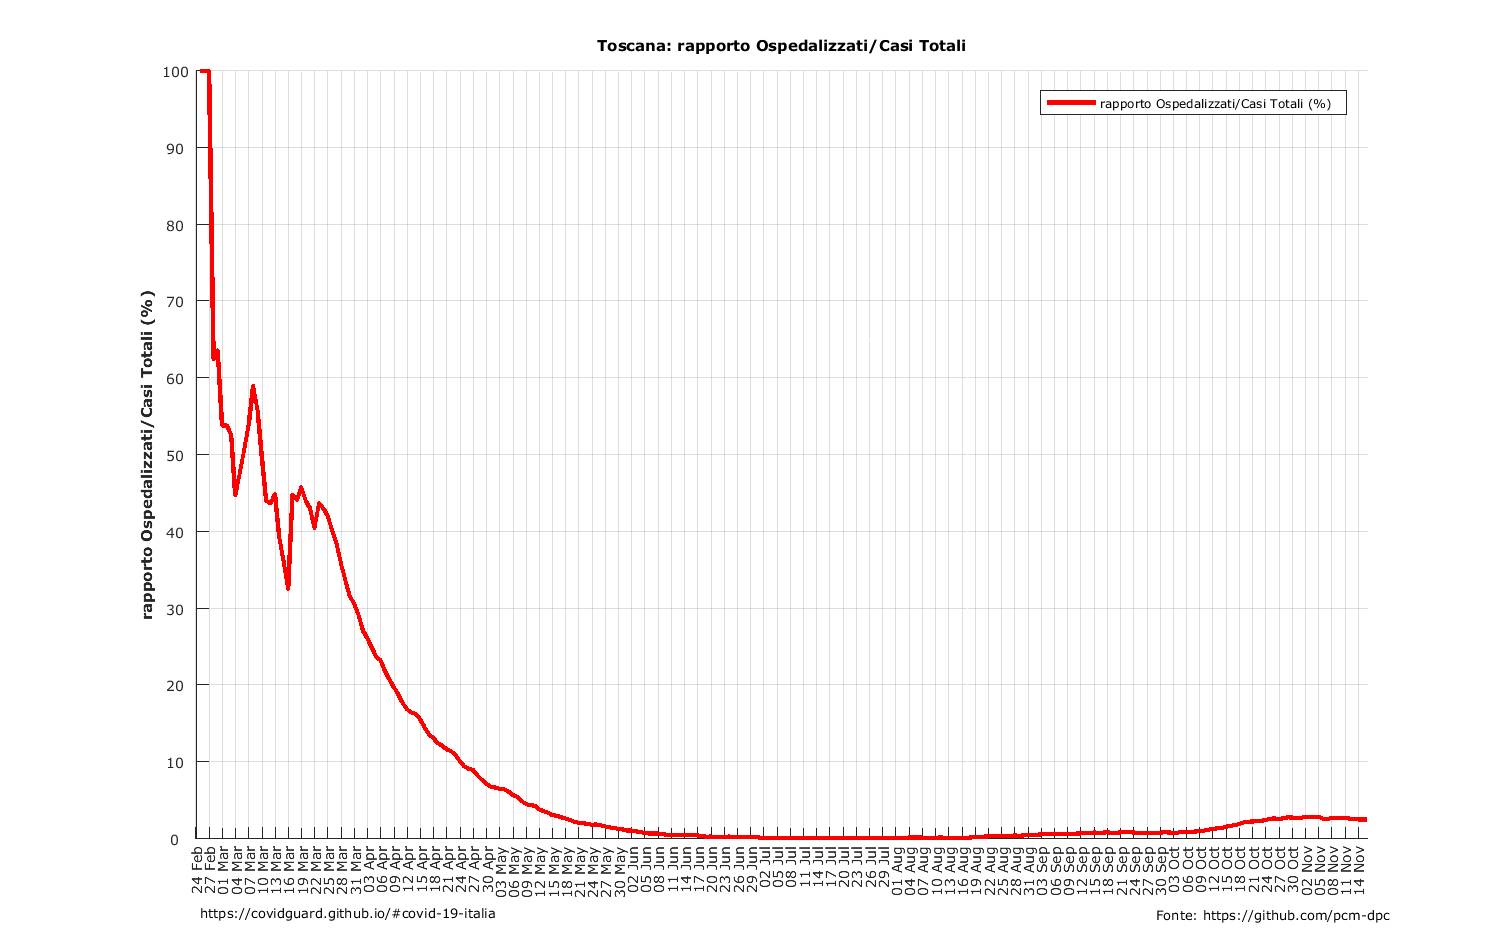 Toscana: rapporto Ospedalizzati/Casi Totali
rapporto Ospedalizzati/Casi Totali (%)
rapporto Ospedalizzati/Casi Totali (%)
100
90
80
70
60
50
40
30
20
10
0
24 Feb
27 Feb
01 Mar
04 Mar
07 Mar
10 Mar
13 Mar
16 Mar
19 Mar
22 Mar
25 Mar
28 Mar
31 Mar
03 Apr
06 Apr
09 Apr
12 Apr
15 Apr
18 Apr
21 Apr
24 Apr
27 Apr
30 Apr
03 May
06 May
09 May
12 May
15 May
18 May
21 May
24 May
27 May
30 May
02 Jun
05 Jun
08 Jun
11 Jun
14 Jun
17 Jun
20 Jun
23 Jun
26 Jun
29 Jun
02 Jul
05 Jul
08 Jul
11 Jul
14 Jul
17 Jul
20 Jul
23 Jul
26 Jul
29 Jul
01 Aug
04 Aug
07 Aug
10 Aug
13 Aug
16 Aug
19 Aug
22 Aug
25 Aug
28 Aug
31 Aug
03 Sep
06 Sep
09 Sep
12 Sep
15 Sep
18 Sep
21 Sep
24 Sep
27 Sep
30 Sep
03 Oct
06 Oct
09 Oct
12 Oct
15 Oct
18 Oct
21 Oct
24 Oct
27 Oct
30 Oct
02 Nov
05 Nov
08 Nov
11 Nov
14 Nov
https://covidguard.github.io/#covid-19-italia
Fonte: https://github.com/pcm-dpc